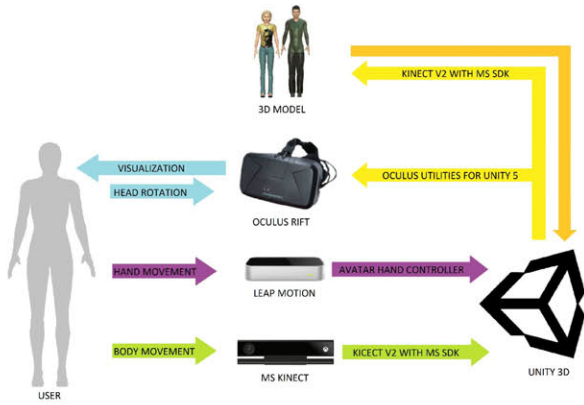 KINECT V2 WITH MS SDK
3D MODEL
VISUALIZATION
OCULUS UTILITIES FOR UNITY 5
HEAD ROTATION
OCULUS RIFT
HAND MOVEMENT
AVATAR HAND CONTROLLER
LEAP MOTION
BODY MOVEMENT
KICECT V2 WITH MS SDK
UNITY 3D
MS KINECT
USER